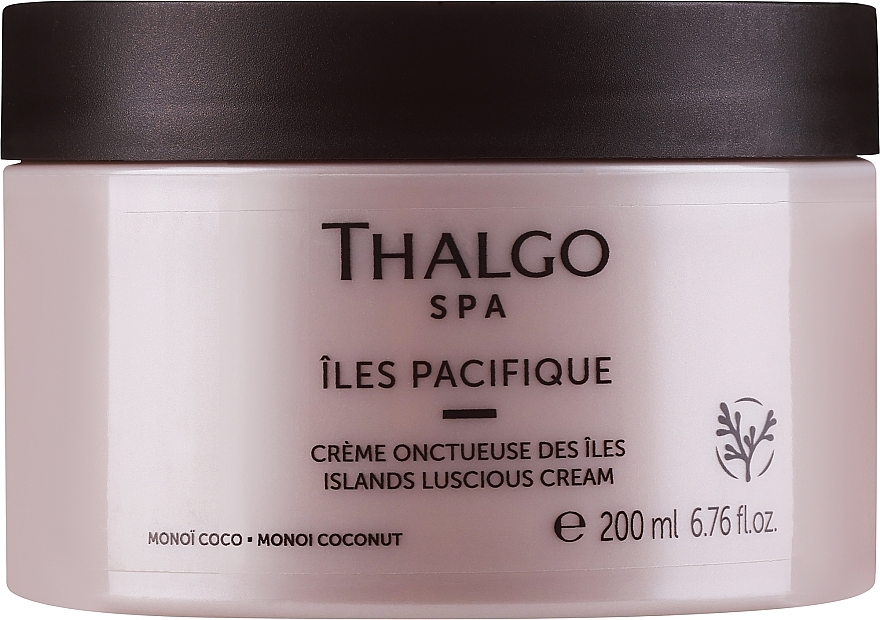 THALGO
SPA
ÎLES PACIFIQUE
CRÈME ONCTUEUSE DES ÎLES
ISLANDS LUSCIOUS CREAM
MONOÏ COCO ▪ MONOI COCONUT
℮ 200 ml 6.76 fl.oz.